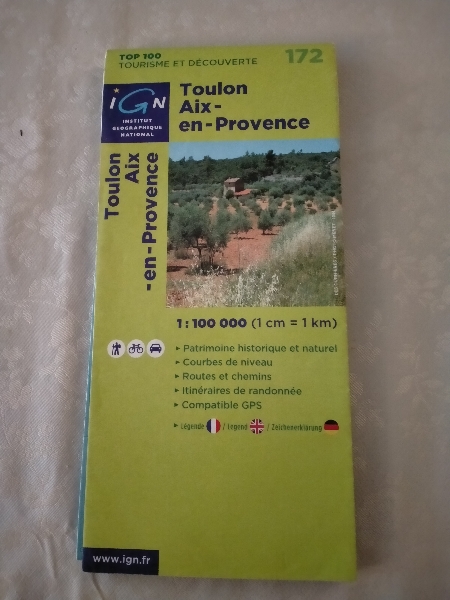 TOP 100
TOURISME ET DÉCOUVERTE
172
IGN
INSTITUT
GÉOGRAPHIQUE
NATIONAL
Toulon
Aix-
en-Provence
Toulon
Aix
-en-Provence
1:100 000 (1 cm = 1 km)
▸ Patrimoine historique et naturel
▸ Courbes de niveau
▸ Routes et chemins
▸ Itinéraires de randonnée
▸ Compatible GPS
▸ Légende / Legend / Zeichenerklärung
www.ign.fr